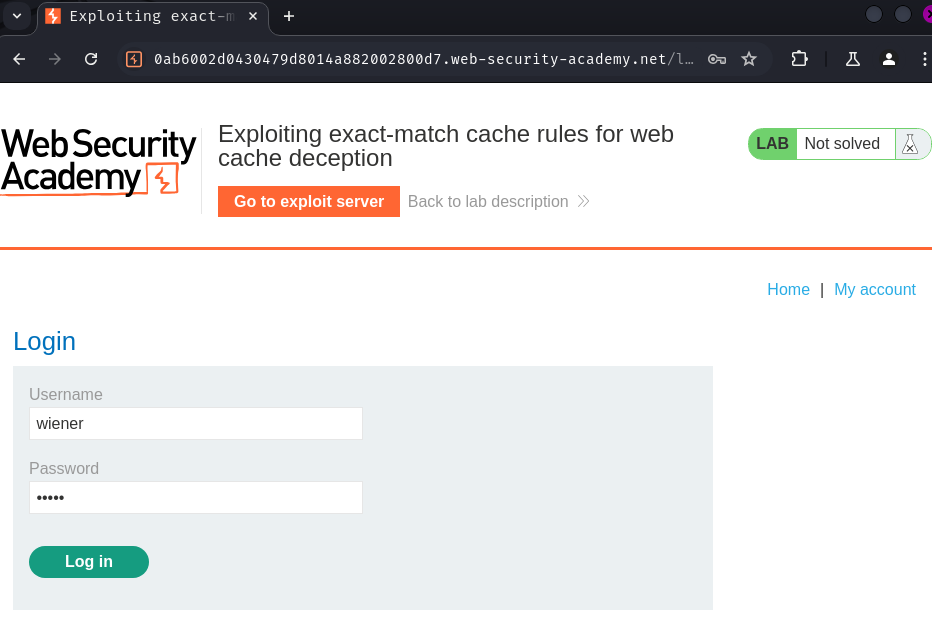 Exploiting exact-m
0ab6002d0430479d8014a882002800d7.web-security-academy.net/l…
Web Security
Academy
Exploiting exact-match cache rules for web
cache deception
LAB Not solved
Go to exploit server Back to lab description
Home | My account
Login
Username
wiener
Password
•••••
Log in